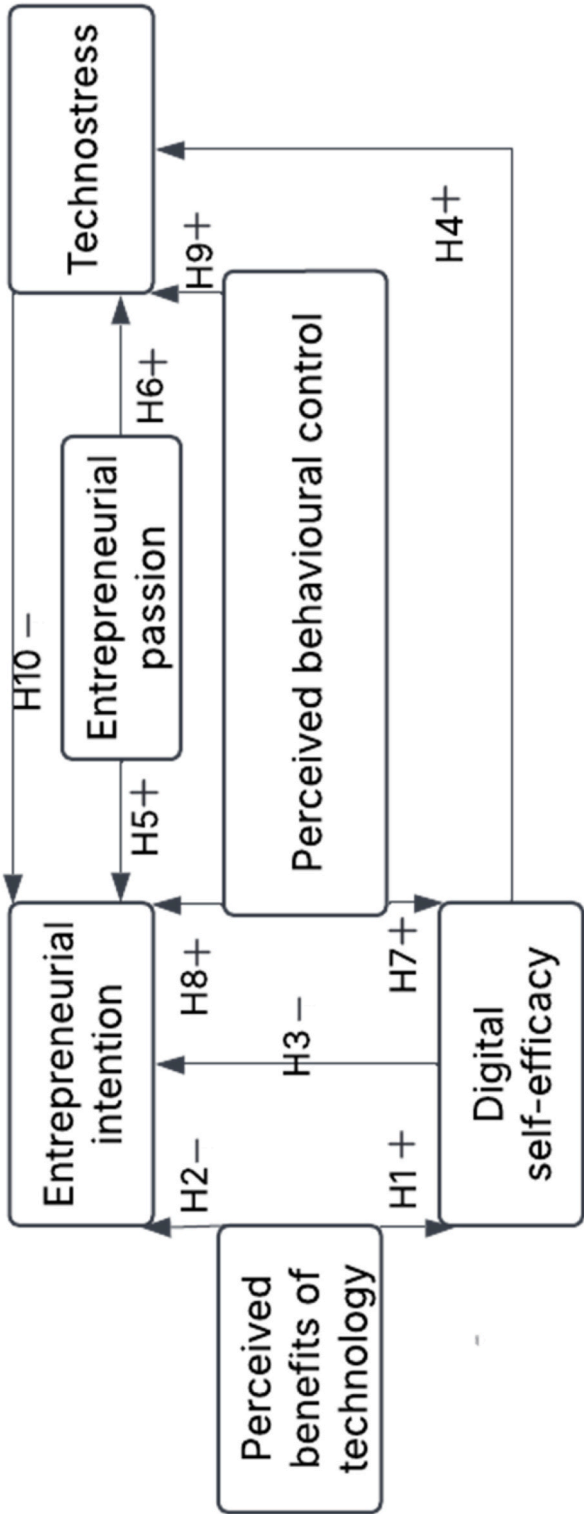 Entrepreneurial
intention
H10 –
Technostress
H5+
Entrepreneurial
passion
H6+
H2–
H8+
H9+
Perceived
benefits of
technology
H3–
Perceived behavioural control
H1+
H7+
H4+
Digital
self-efficacy